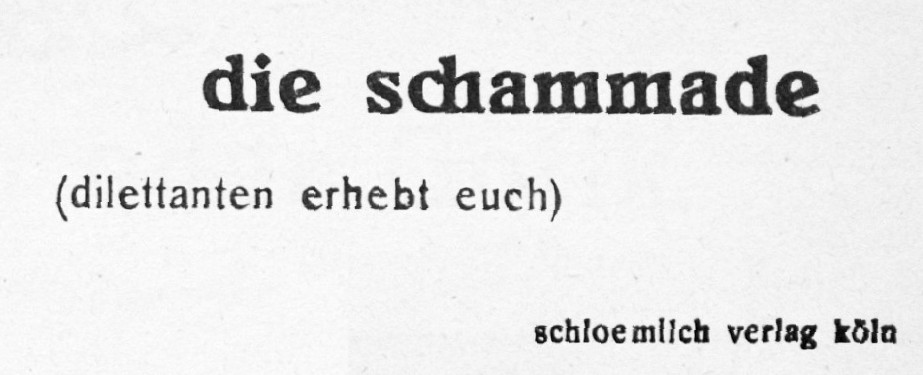 die schammade
(dilettanten erhebt euch)
schloemilch verlag köln